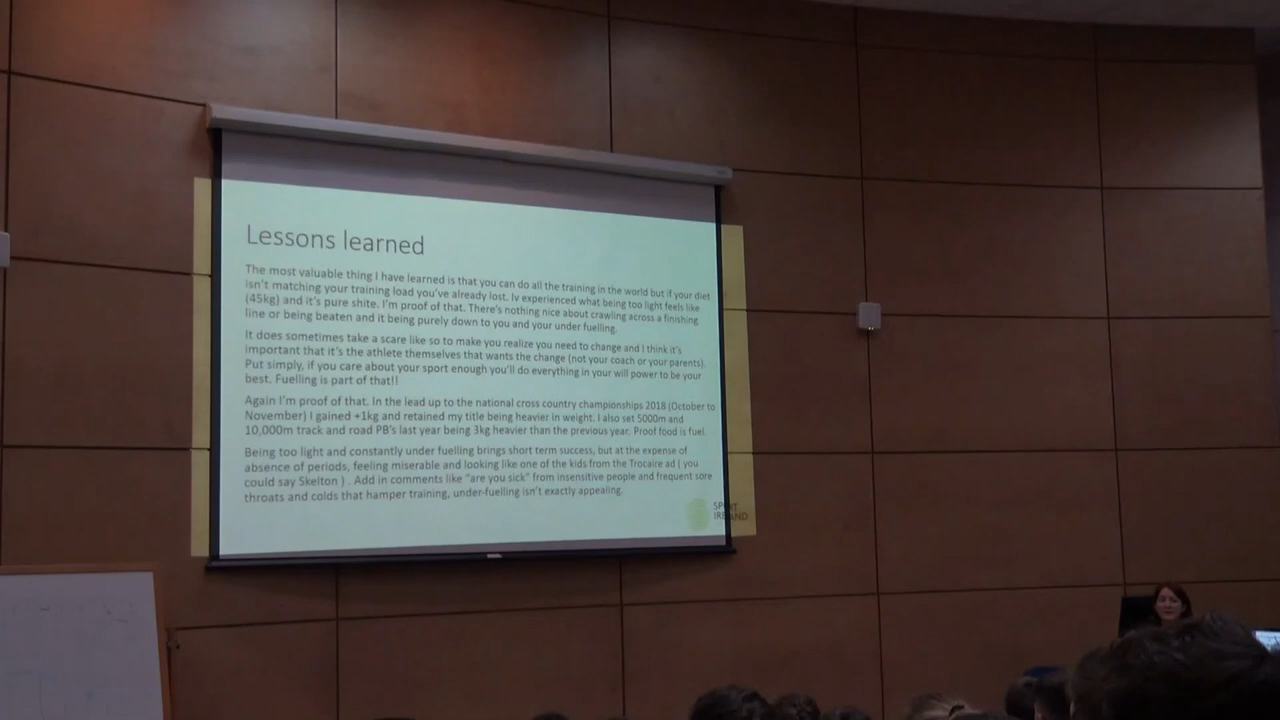 Lessons learned
The most valuable thing I have learned is that you can do all the training in the world but if your diet
isn't matching your training load you've already lost. Iv experienced what being too light feels like
(45kg) and it's pure shite. I'm proof of that. There's nothing nice about crawling across a finishing
line or being beaten and it being purely down to you and your under fuelling.
It does sometimes take a scare like so to make you realize you need to change and I think it's
important that it's the athlete themselves that wants the change (not your coach or your parents).
Put simply, if you care about your sport enough you'll do everything in your will power to be your
best. Fuelling is part of that!!
Again I'm proof of that. In the lead up to the national cross country championships 2018 (October to
November) I gained +1kg and retained my title being heavier in weight. I also set 5000m and
10,000m track and road PB's last year being 3kg heavier than the previous year. Proof food is fuel.
Being too light and constantly under fuelling brings short term success, but at the expense of
absence of periods, feeling miserable and looking like one of the kids from the Trocaire ad ( you
could say Skelton ) . Add in comments like "are you sick" from insensitive people and frequent sore
throats and colds that hamper training, under-fuelling isn't exactly appealing.
SPORT
IRELAND